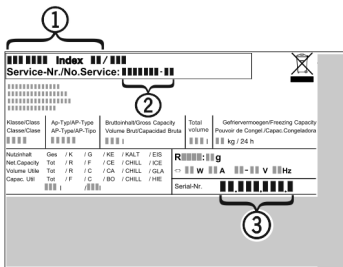 ①
Index /
Service-Nr./No.Service: -
②
Klasse/Class Ap-Typ/AP-Type Bruttoinhalt/Gross Capacity Total Gefriervermoegen/Freezing Capacity
Classe/Clase AP-Type/AP-Tipo Volume Brut/Capacidad Bruta volume Pouvoir de Congel./Capac.Congeladora
l l kg / 24 h
Nutzinhalt Ges / K / G / KE / KALT / EIS R : g
Net.Capacity Tot / R / F / CE / CHILL / ICE
Volume Utile Tot / F / C / CA / CHILL / GLA W A - V Hz
Capac. Util Tot / F / C / BO / CHILL / HIE
l / l Serial-Nr. . . .
③